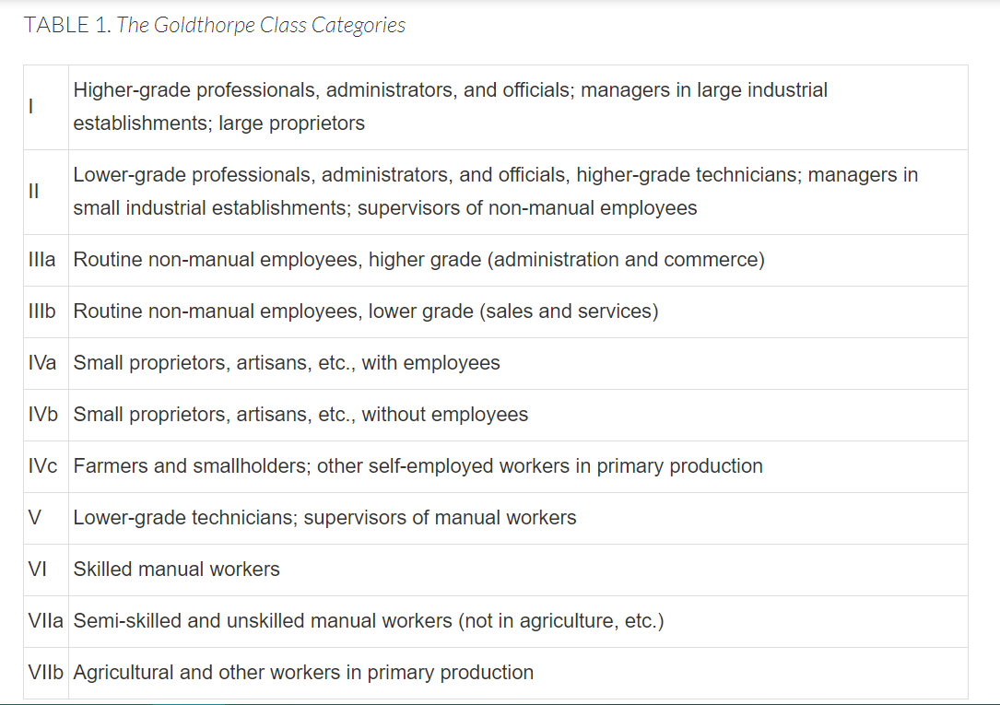 TABLE 1. The Goldthorpe Class Categories
I
Higher-grade professionals, administrators, and officials; managers in large industrial
establishments; large proprietors
II
Lower-grade professionals, administrators, and officials, higher-grade technicians; managers in
small industrial establishments; supervisors of non-manual employees
IIIa Routine non-manual employees, higher grade (administration and commerce)
IIIb Routine non-manual employees, lower grade (sales and services)
IVa Small proprietors, artisans, etc., with employees
IVb Small proprietors, artisans, etc., without employees
IVc Farmers and smallholders; other self-employed workers in primary production
V Lower-grade technicians; supervisors of manual workers
VI Skilled manual workers
VIIa Semi-skilled and unskilled manual workers (not in agriculture, etc.)
VIIb Agricultural and other workers in primary production